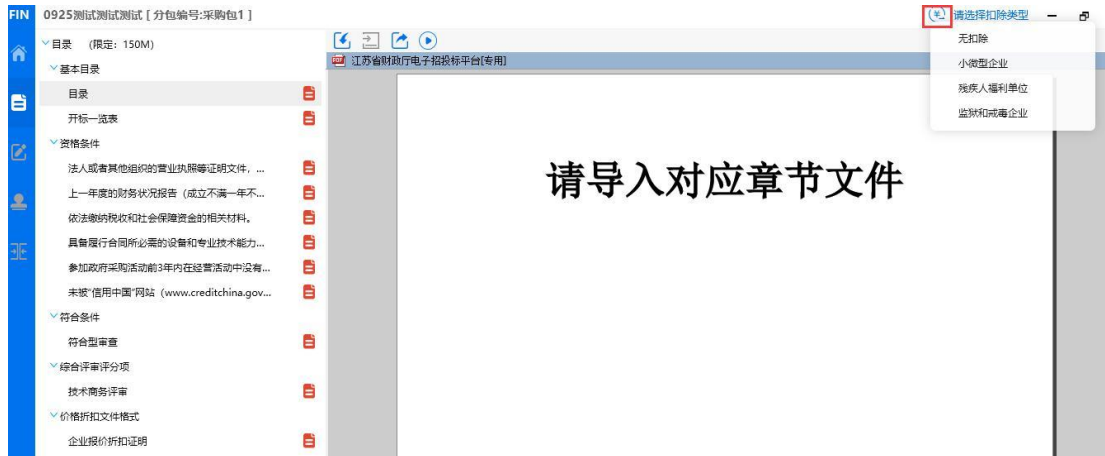 FIN 0925测试测试测试 [ 分包编号:采购包1 ] 请选择扣除类型
无扣除
小微型企业
残疾人福利单位
监狱和戒毒企业
目录 (限定: 150M)
基本目录
目录
开标一览表
资格条件
法人或者其他组织的营业执照等证明文件，...
上一年度的财务状况报告（成立不满一年不...
依法缴纳税收和社会保障资金的相关材料。
具备履行合同所必需的设备和专业技术能力...
参加政府采购活动前3年内在经营活动中没有...
未被“信用中国”网站（www.creditchina.gov...
符合条件
符合型审查
综合评审评分项
技术商务评审
价格折扣文件格式
企业报价折扣证明
江苏省财政厅电子招投标平台[专用]
请导入对应章节文件